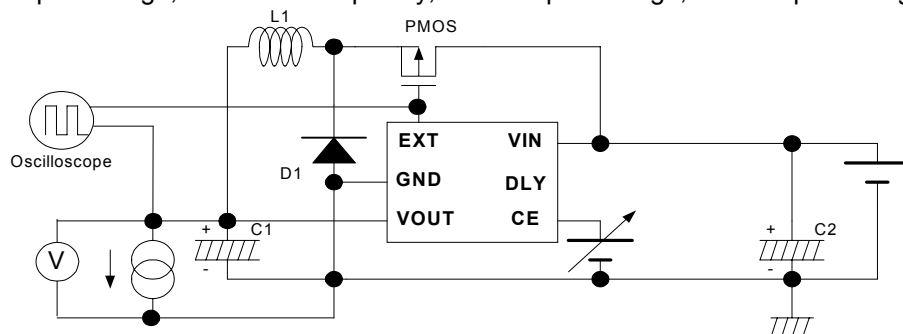 L1
PMOS
EXT VIN
Oscilloscope
D1
GND DLY
VOUT CE
+ C1
+ C2
V
-
-